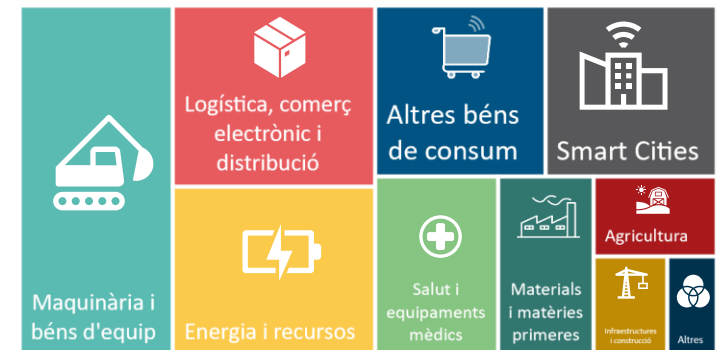 Maquinària i
béns d'equip
Logística, comerç
electrònic i
distribució
Energia i recursos
Altres béns
de consum
Smart Cities
Salut i
equipaments
mèdics
Materials
i matèries
primeres
Agricultura
Infraestructures
i construcció
Altres